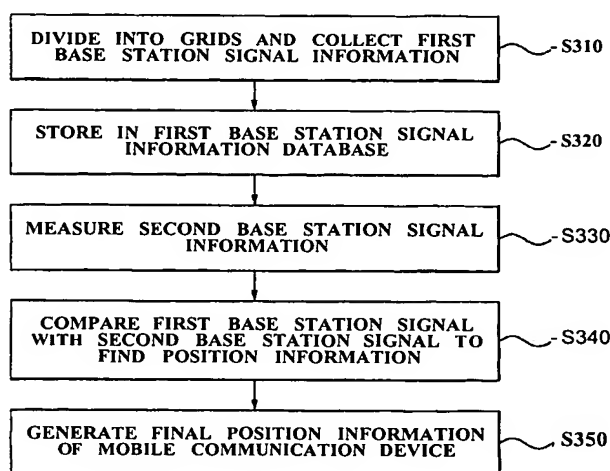 DIVIDE INTO GRIDS AND COLLECT FIRST
BASE STATION SIGNAL INFORMATION
S310
STORE IN FIRST BASE STATION SIGNAL
INFORMATION DATABASE
S320
MEASURE SECOND BASE STATION SIGNAL
INFORMATION
S330
COMPARE FIRST BASE STATION SIGNAL
WITH SECOND BASE STATION SIGNAL TO
FIND POSITION INFORMATION
S340
GENERATE FINAL POSITION INFORMATION
OF MOBILE COMMUNICATION DEVICE
S350